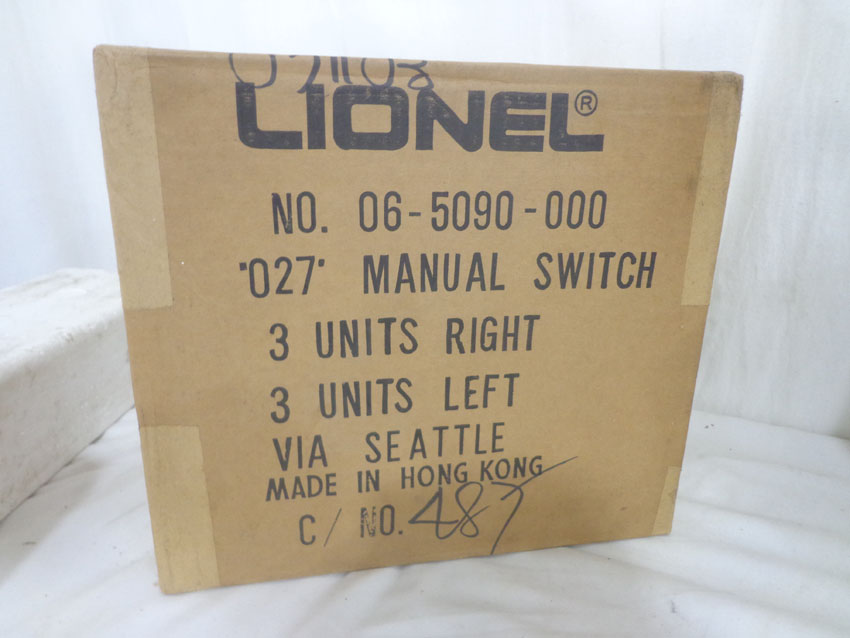 LIONEL®
NO. 06-5090-000
"027" MANUAL SWITCH
3 UNITS RIGHT
3 UNITS LEFT
VIA SEATTLE
MADE IN HONG KONG
C/ NO. 487